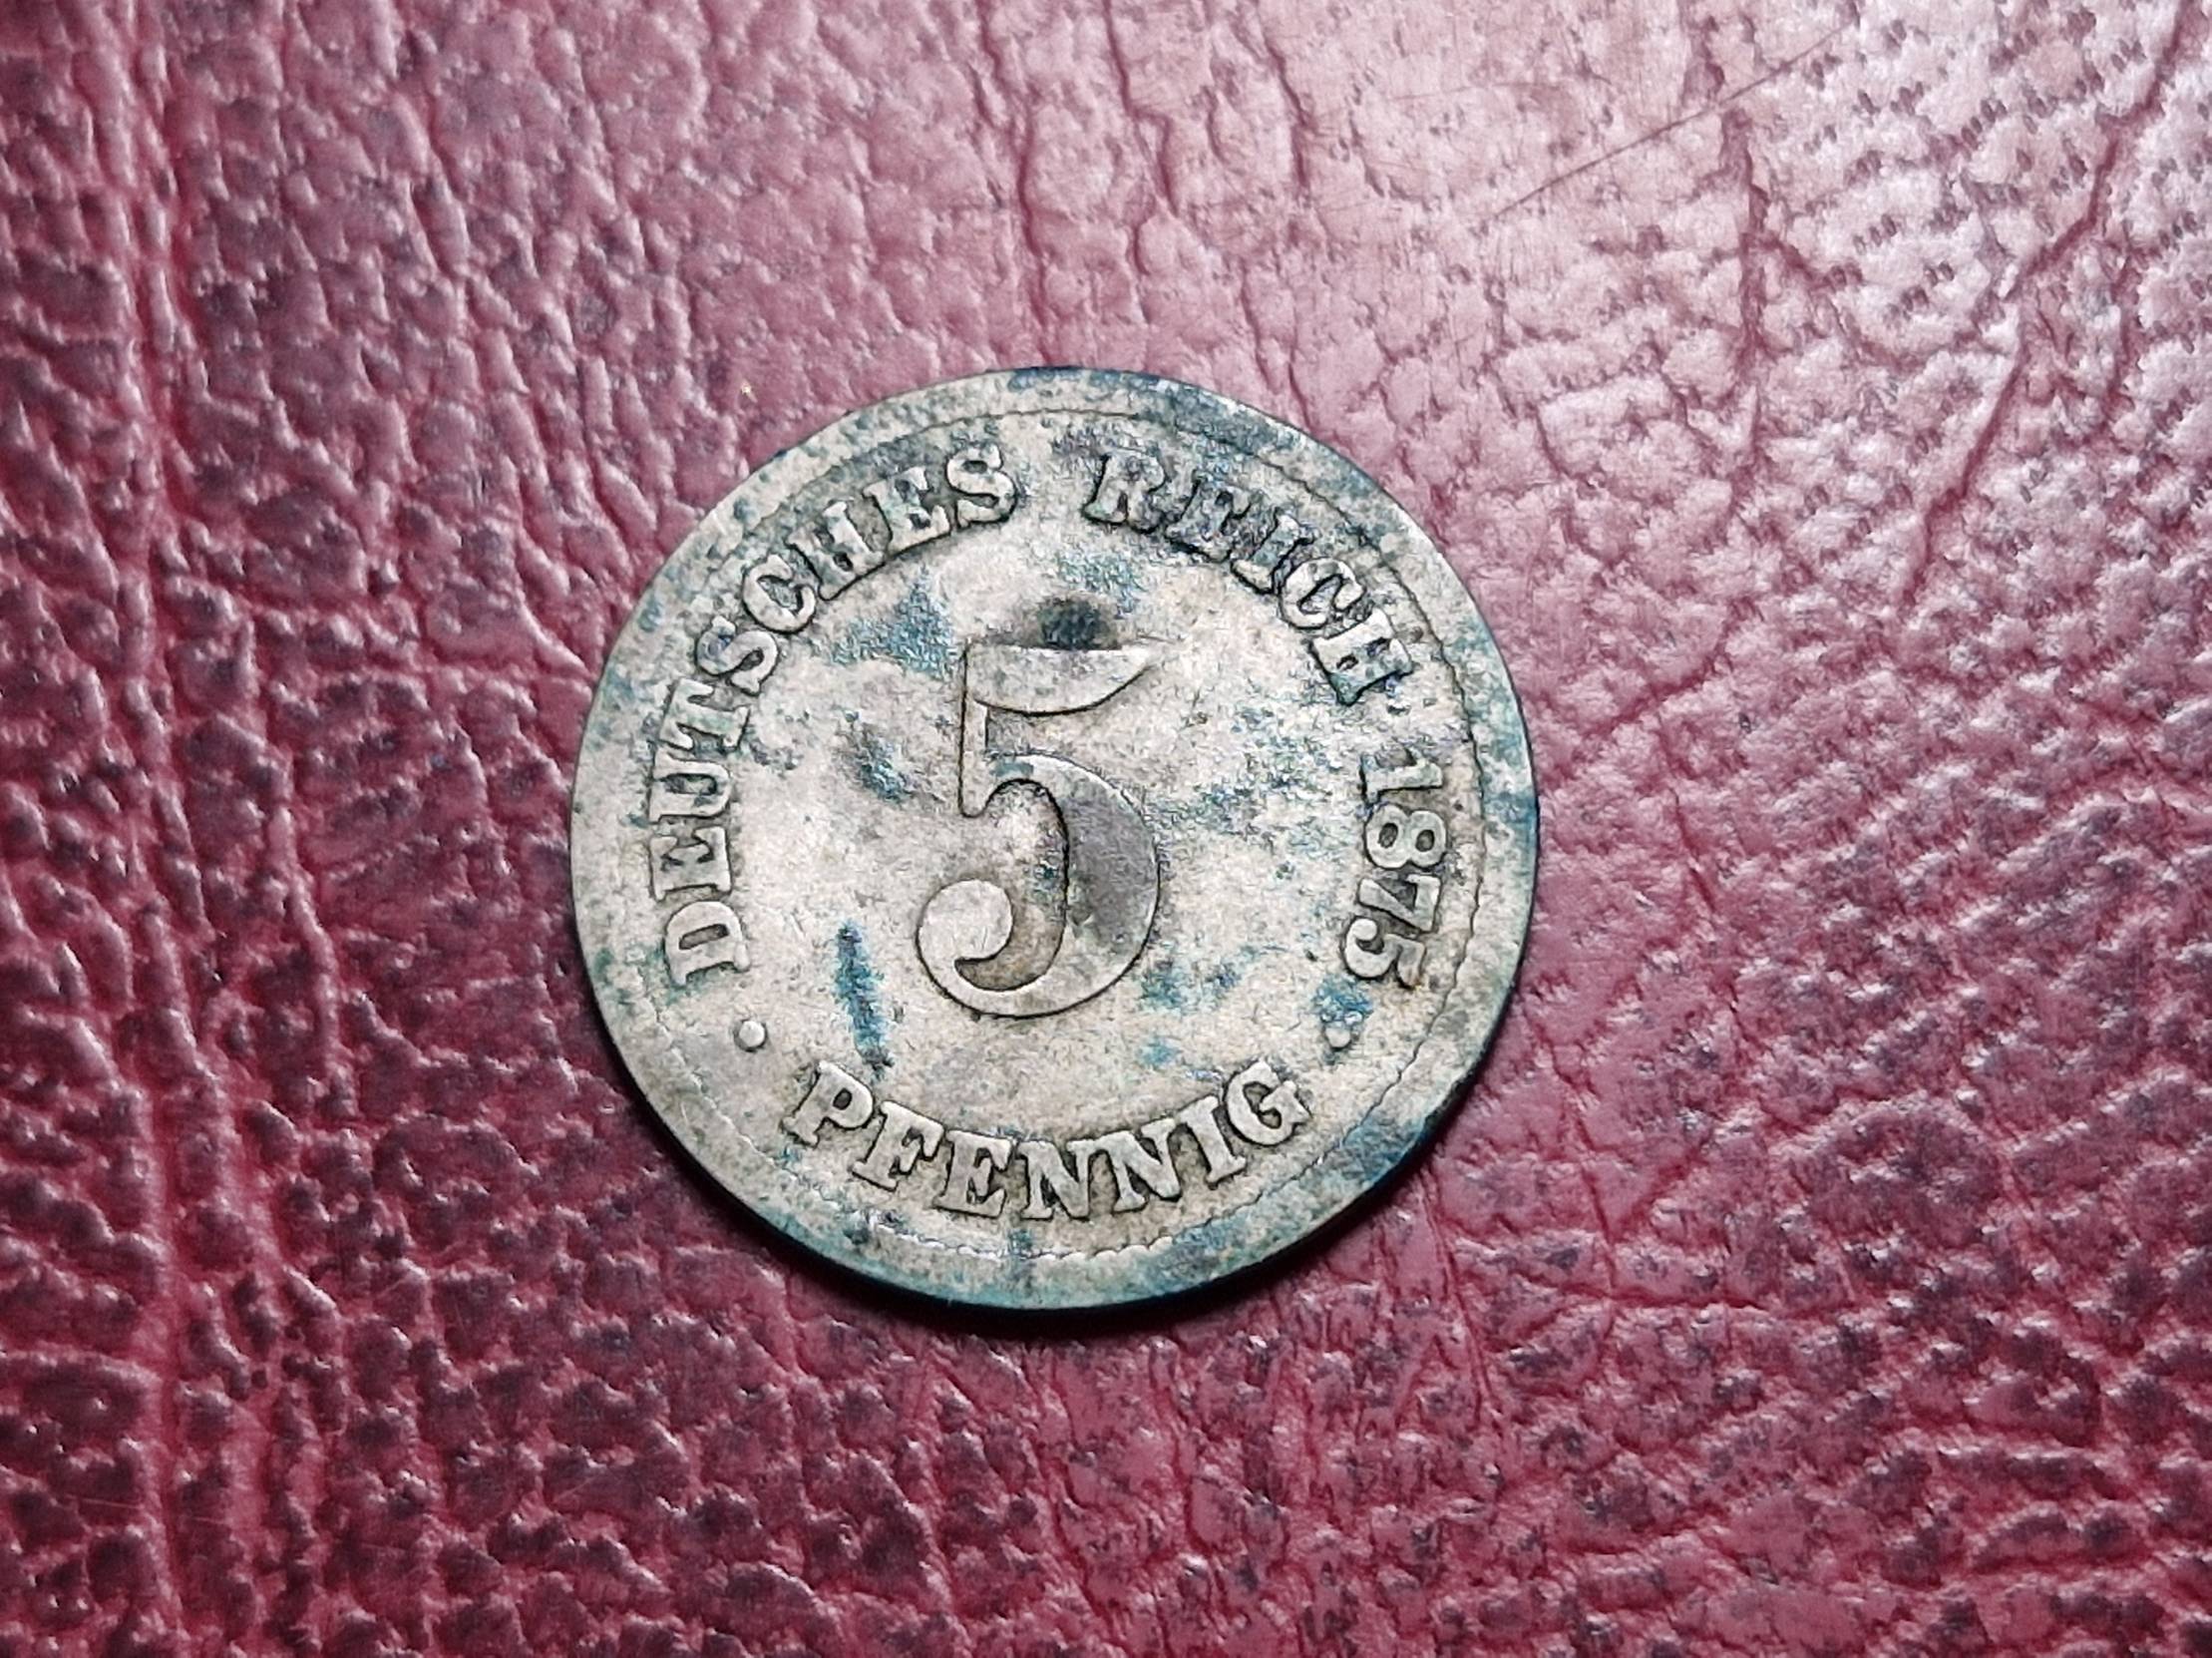 DEUTSCHES REICH 1875
5
· PFENNIG ·